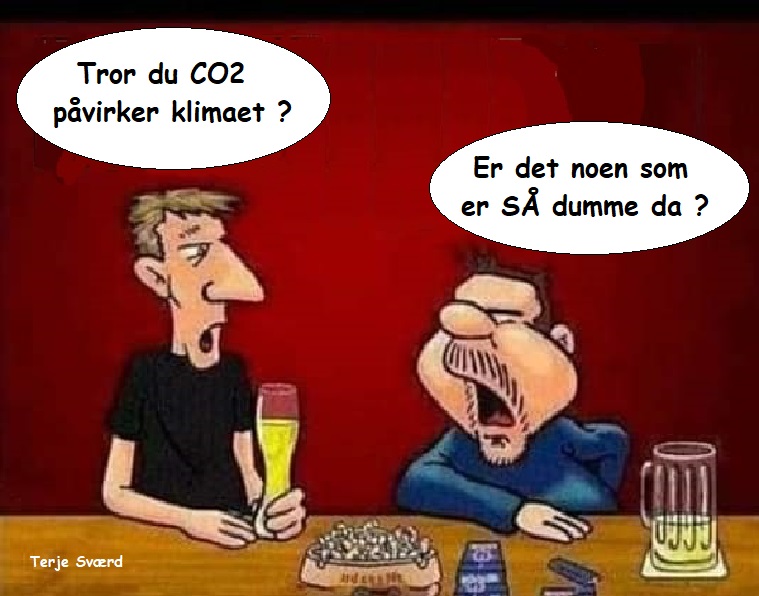 Tror du CO2
påvirker klimaet ?
Er det noen som
er SÅ dumme da ?
Terje Sværd